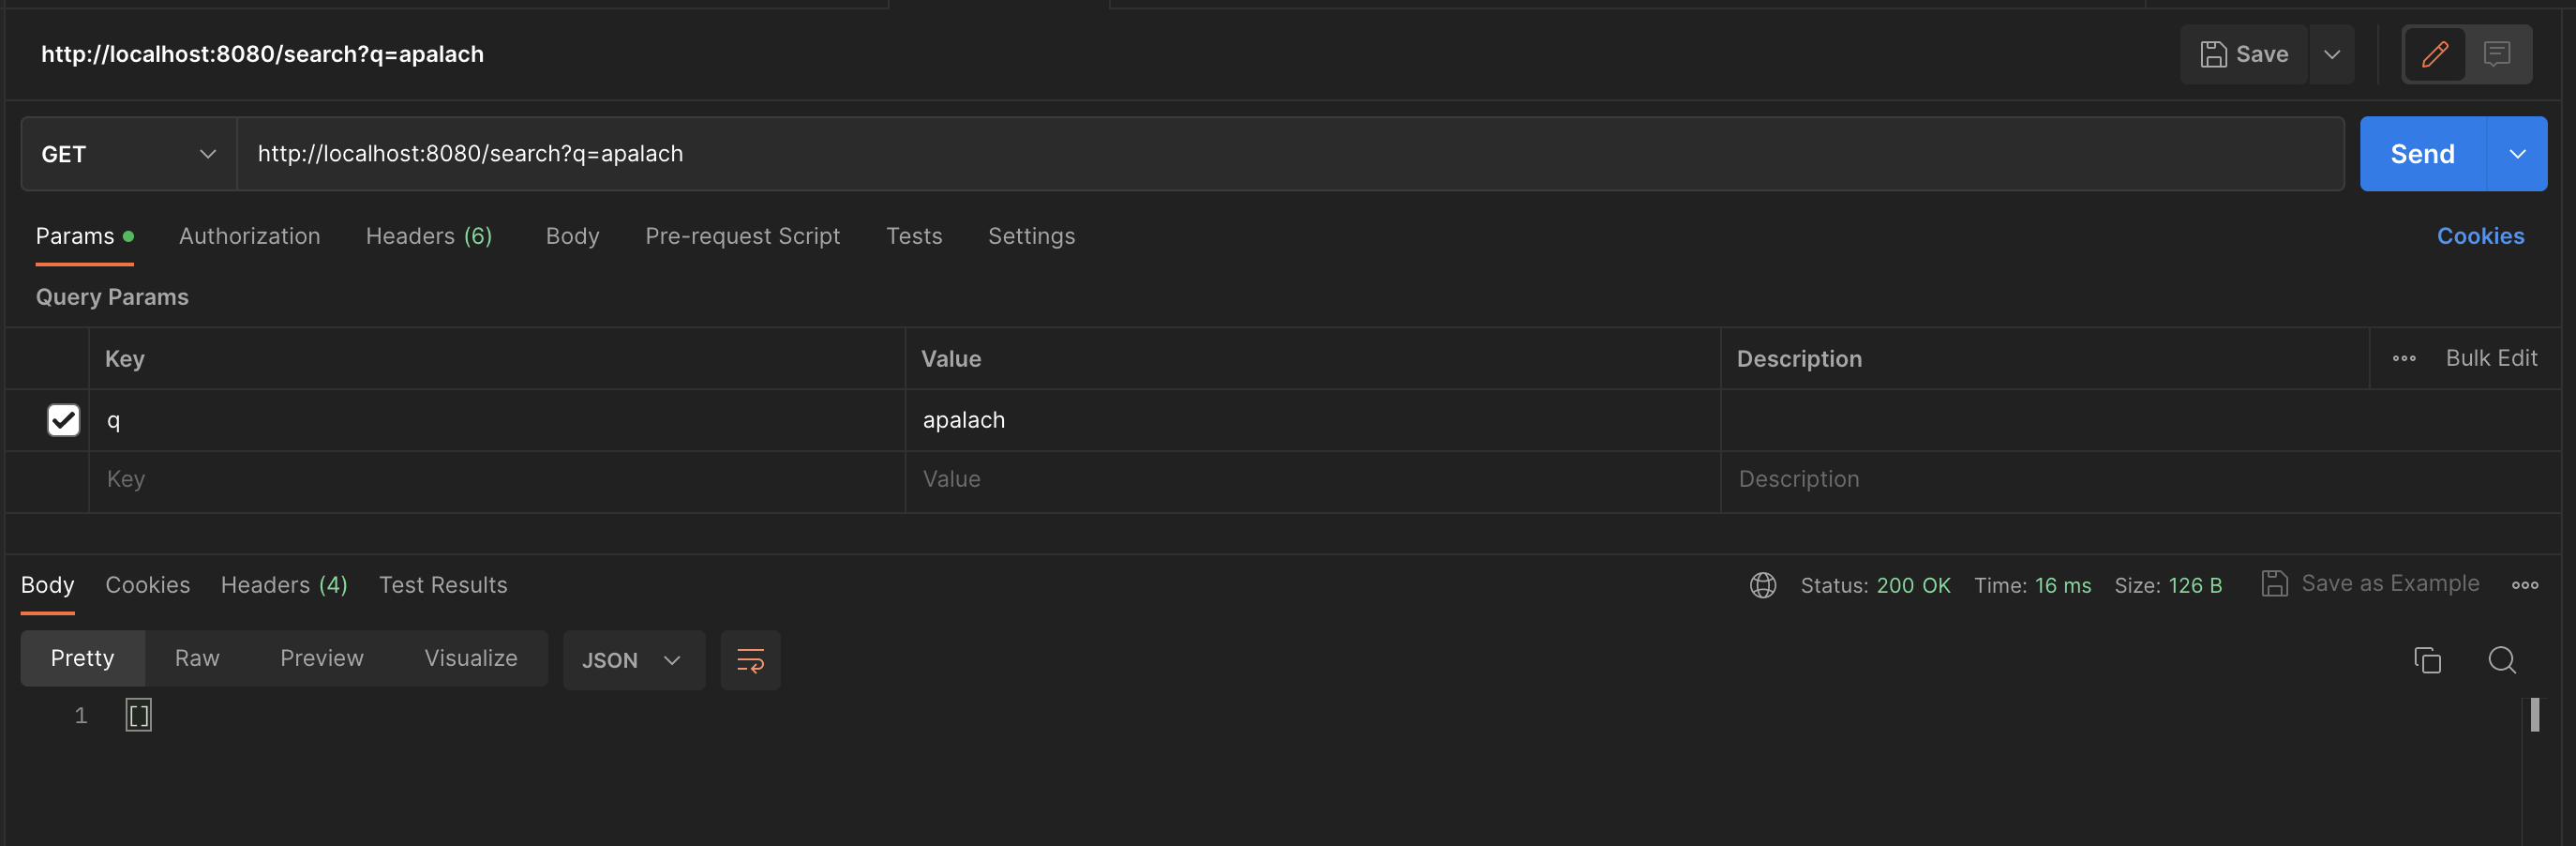 http://localhost:8080/search?q=apalach Save
GET http://localhost:8080/search?q=apalach Send
Params Authorization Headers (6) Body Pre-request Script Tests Settings Cookies
Query Params
Key Value Description Bulk Edit
q apalach
Key Value Description
Body Cookies Headers (4) Test Results Status: 200 OK Time: 16 ms Size: 126 B Save as Example
Pretty Raw Preview Visualize JSON
1 []